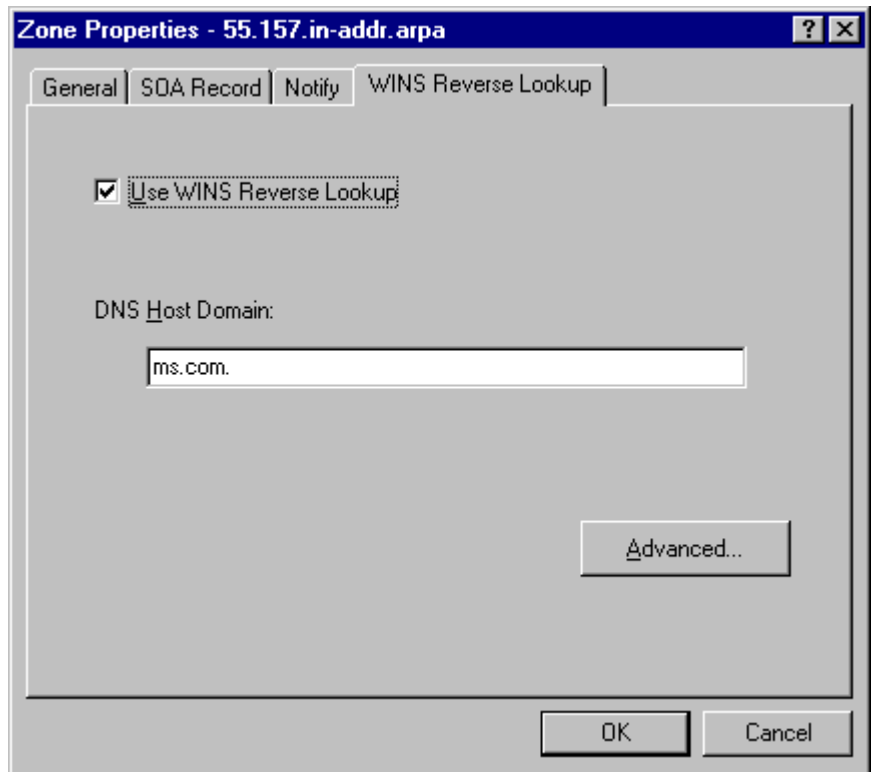 Zone Properties - 55.157.in-addr.arpa
General SOA Record Notify WINS Reverse Lookup
Use WINS Reverse Lookup
DNS Host Domain:
ms.com.
Advanced...
OK Cancel